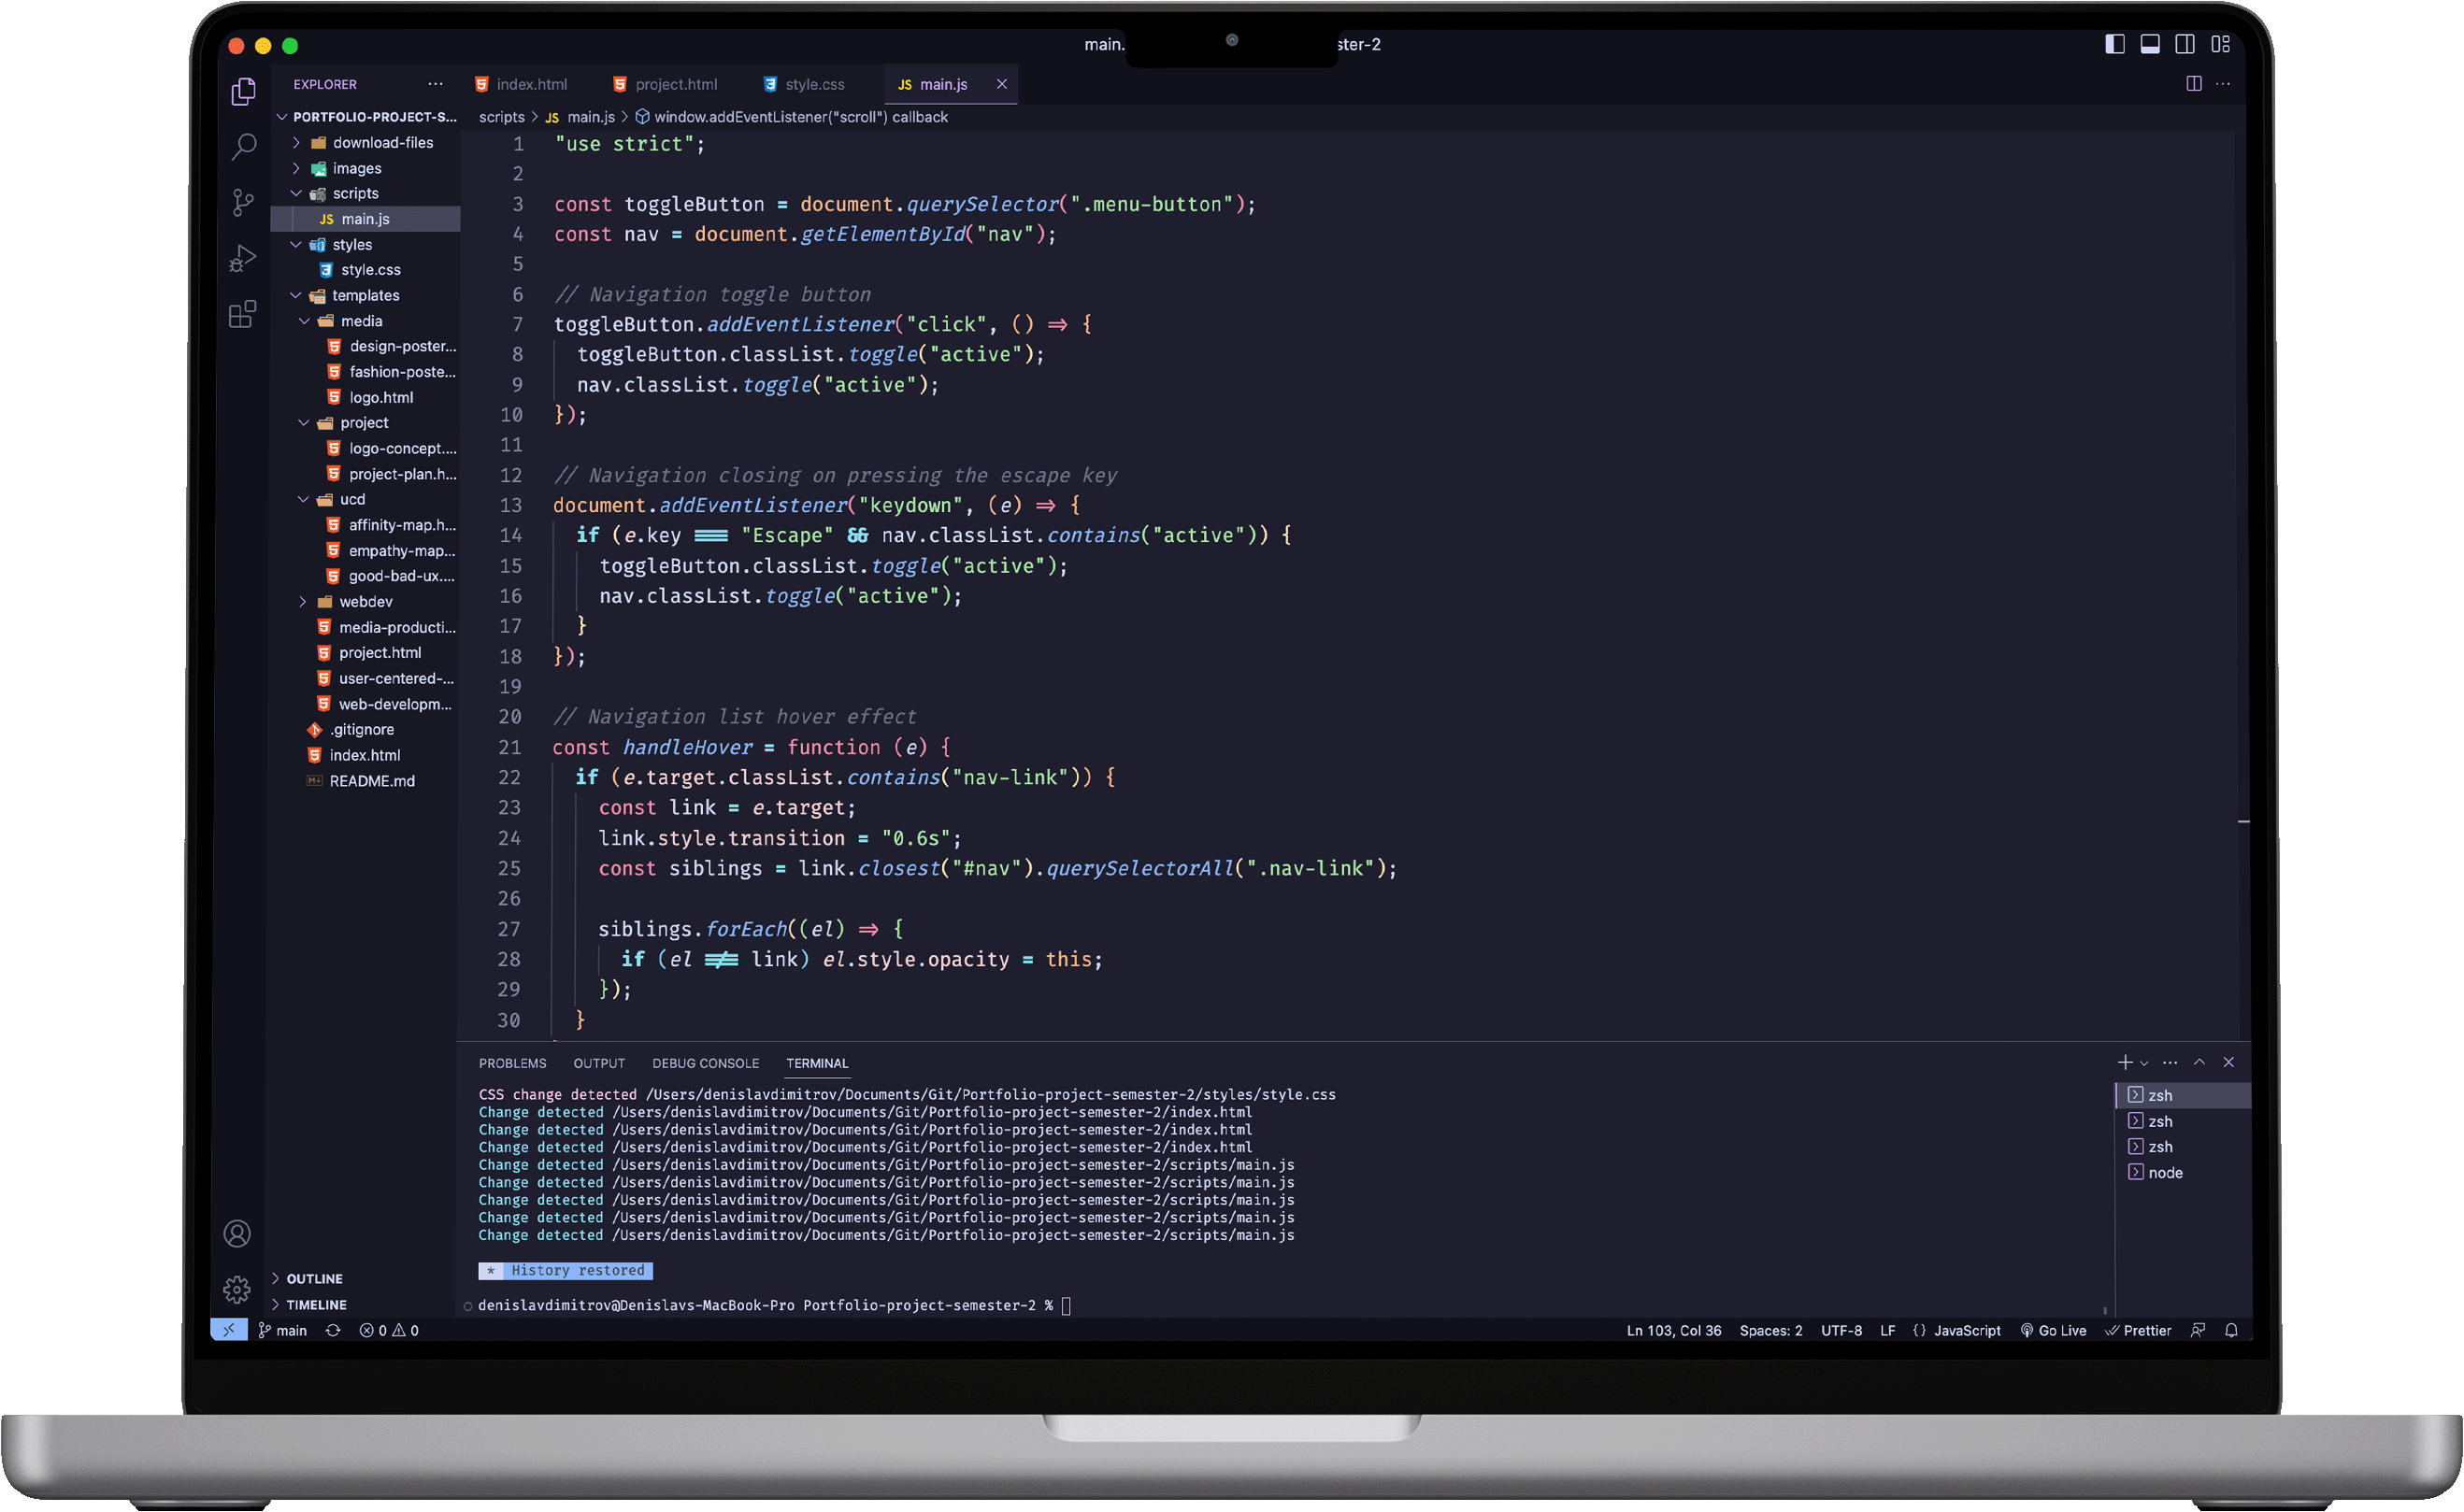 main.
ster-2
EXPLORER
PORTFOLIO-PROJECT-S...
download-files
images
scripts
JS main.js
styles
style.css
templates
media
design-poster...
fashion-poste...
logo.html
project
logo-concept....
project-plan.h...
ucd
affinity-map.h...
empathy-map...
good-bad-ux....
webdev
media-producti...
project.html
user-centered-...
web-developm...
.gitignore
index.html
README.md
OUTLINE
TIMELINE
index.html
project.html
style.css
JS main.js
scripts > JS main.js > window.addEventListener("scroll") callback
1 "use strict";
2
3 const toggleButton = document.querySelector(".menu-button");
4 const nav = document.getElementById("nav");
5
6 // Navigation toggle button
7 toggleButton.addEventListener("click", () => {
8 toggleButton.classList.toggle("active");
9 nav.classList.toggle("active");
10 });
11
12 // Navigation closing on pressing the escape key
13 document.addEventListener("keydown", (e) => {
14 if (e.key === "Escape" && nav.classList.contains("active")) {
15 toggleButton.classList.toggle("active");
16 nav.classList.toggle("active");
17 }
18 });
19
20 // Navigation list hover effect
21 const handleHover = function (e) {
22 if (e.target.classList.contains("nav-link")) {
23 const link = e.target;
24 link.style.transition = "0.6s";
25 const siblings = link.closest("#nav").querySelectorAll(".nav-link");
26
27 siblings.forEach((el) => {
28 if (el !== link) el.style.opacity = this;
29 });
30 }
PROBLEMS OUTPUT DEBUG CONSOLE TERMINAL
CSS change detected /Users/denislavdimitrov/Documents/Git/Portfolio-project-semester-2/styles/style.css
Change detected /Users/denislavdimitrov/Documents/Git/Portfolio-project-semester-2/index.html
Change detected /Users/denislavdimitrov/Documents/Git/Portfolio-project-semester-2/index.html
Change detected /Users/denislavdimitrov/Documents/Git/Portfolio-project-semester-2/index.html
Change detected /Users/denislavdimitrov/Documents/Git/Portfolio-project-semester-2/scripts/main.js
Change detected /Users/denislavdimitrov/Documents/Git/Portfolio-project-semester-2/scripts/main.js
Change detected /Users/denislavdimitrov/Documents/Git/Portfolio-project-semester-2/scripts/main.js
Change detected /Users/denislavdimitrov/Documents/Git/Portfolio-project-semester-2/scripts/main.js
Change detected /Users/denislavdimitrov/Documents/Git/Portfolio-project-semester-2/scripts/main.js
* History restored
denislavdimitrov@Denislavs-MacBook-Pro Portfolio-project-semester-2 %
zsh
zsh
zsh
node
main 0 0
Ln 103, Col 36 Spaces: 2 UTF-8 LF {} JavaScript Go Live Prettier